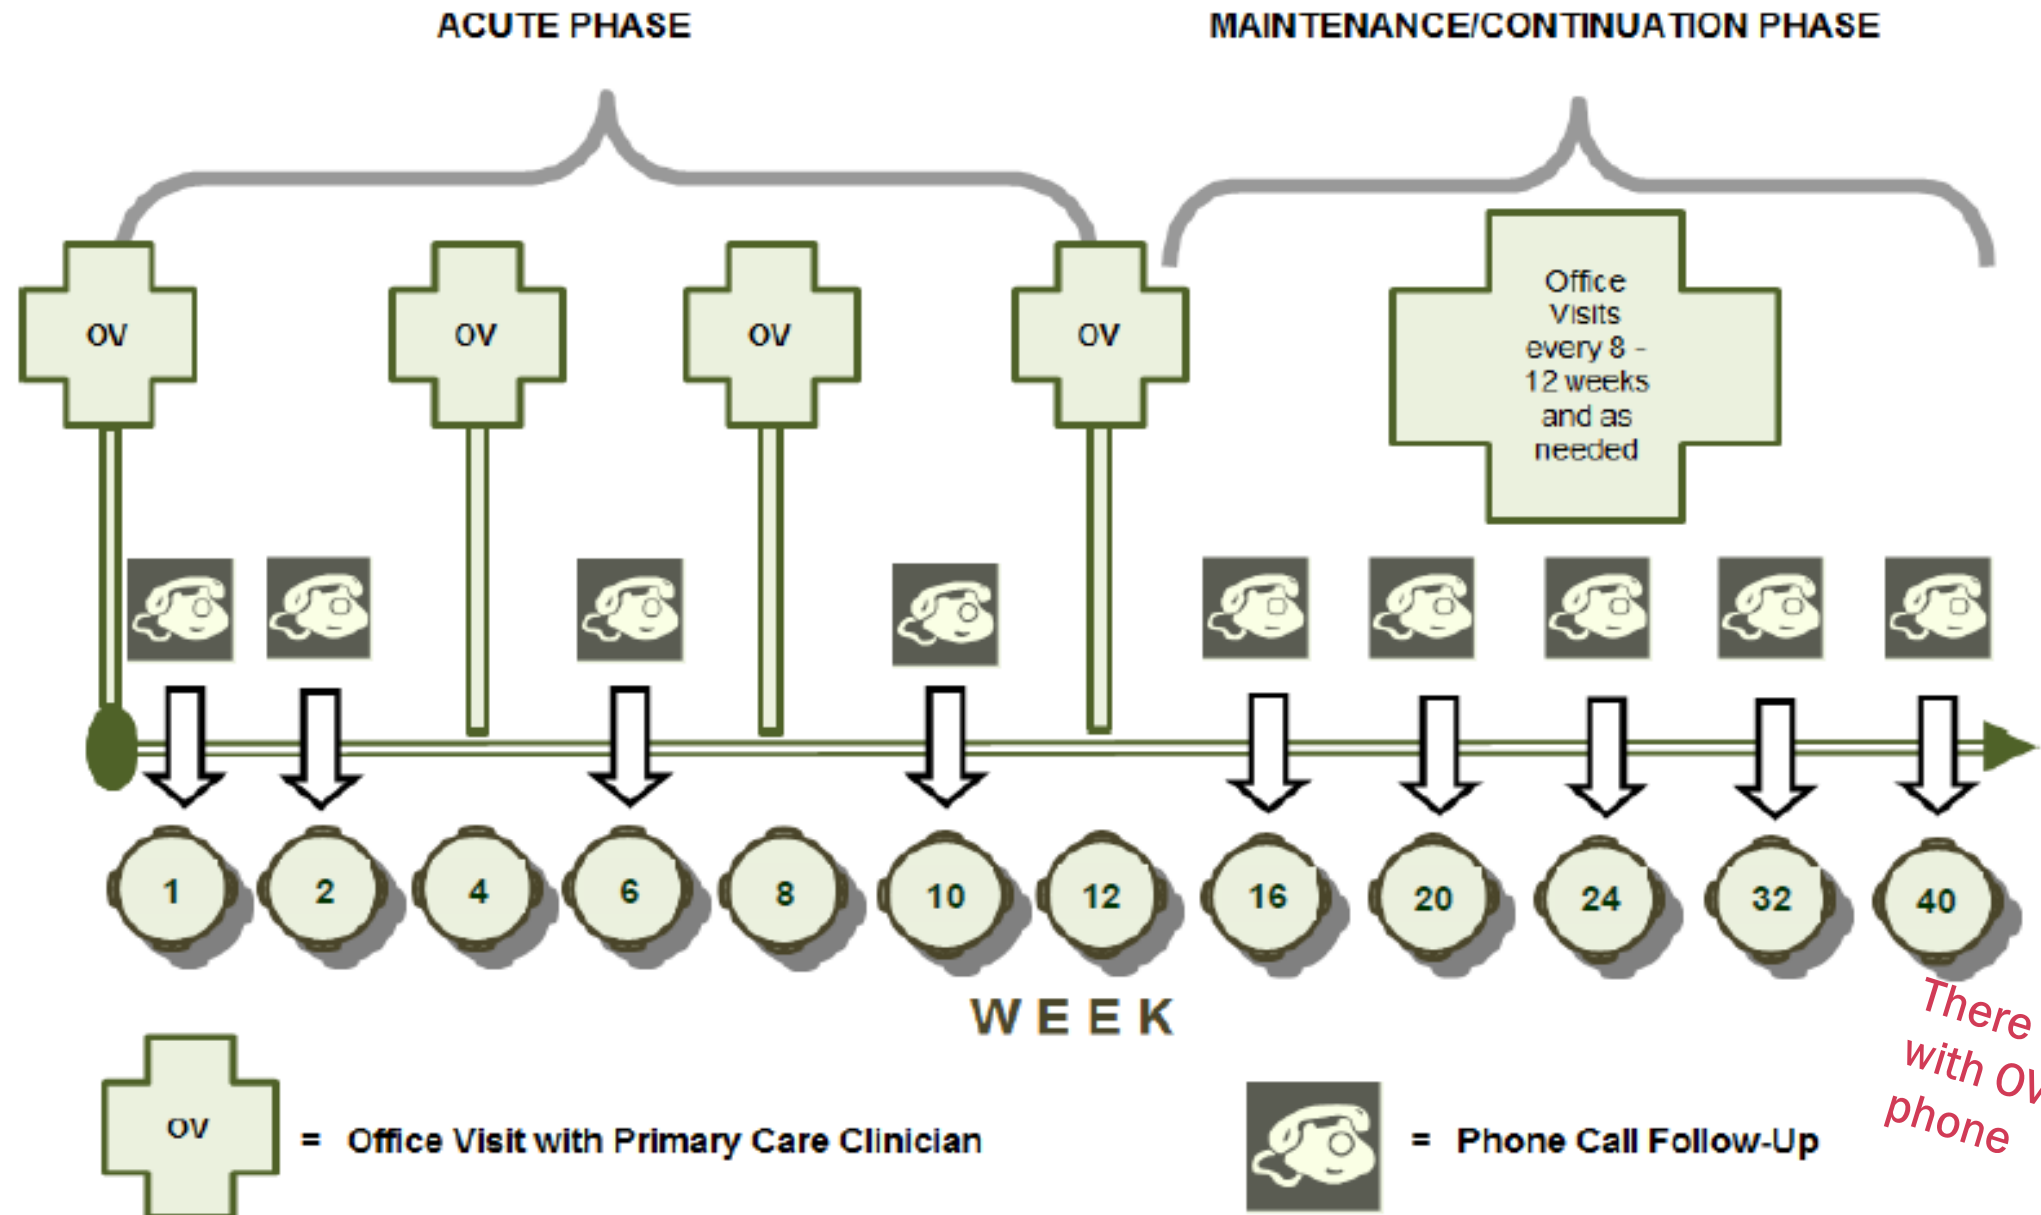 ACUTE PHASE
MAINTENANCE/CONTINUATION PHASE
OV
OV
OV
OV
Office
Visits
every 8 -
12 weeks
and as
needed
1
2
4
6
8
10
12
16
20
24
32
40
WEEK
There
with OV
phone
OV
= Office Visit with Primary Care Clinician
= Phone Call Follow-Up